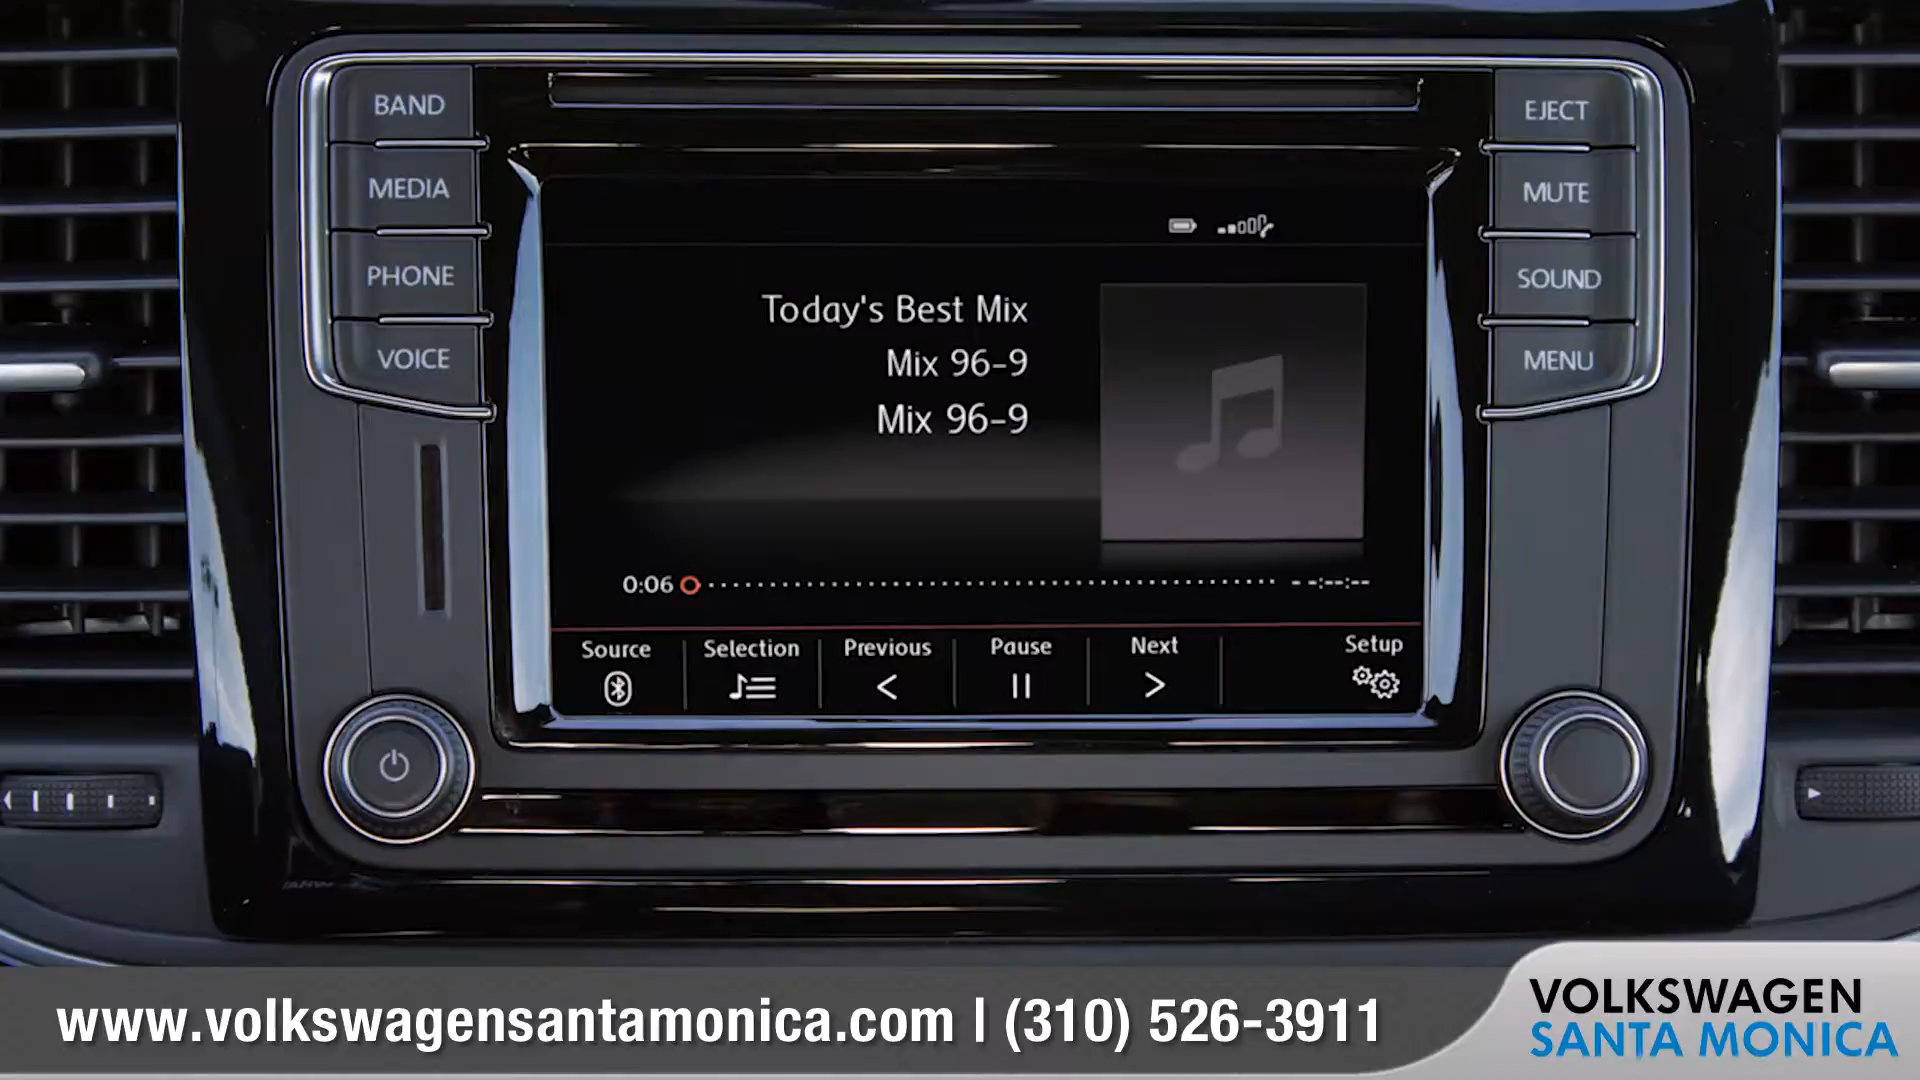 BAND
MEDIA
PHONE
VOICE
EJECT
MUTE
SOUND
MENU
Today's Best Mix
Mix 96-9
Mix 96-9
0:06 --:--:--
Source Selection Previous Pause Next Setup
www.volkswagensantamonica.com | (310) 526-3911
VOLKSWAGEN
SANTA MONICA